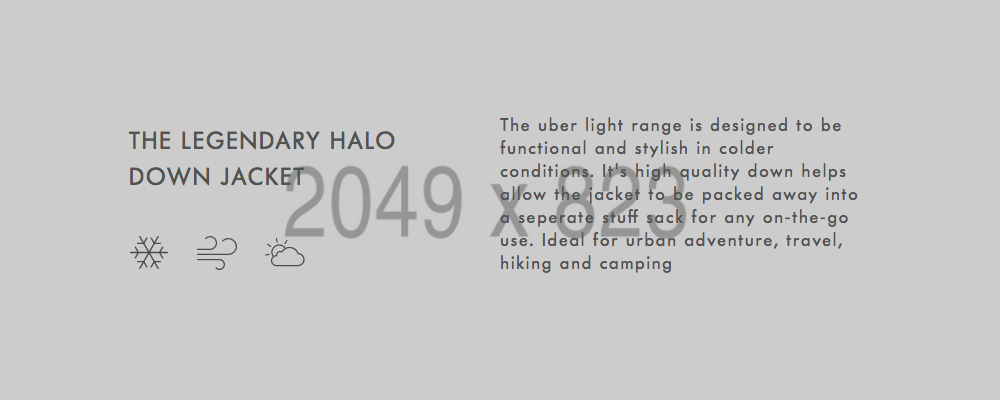 THE LEGENDARY HALO
DOWN JACKET
The uber light range is designed to be
functional and stylish in colder
conditions. It's high quality down helps
allow the jacket to be packed away into
a seperate stuff sack for any on-the-go
use. Ideal for urban adventure, travel,
hiking and camping
2049 x 823